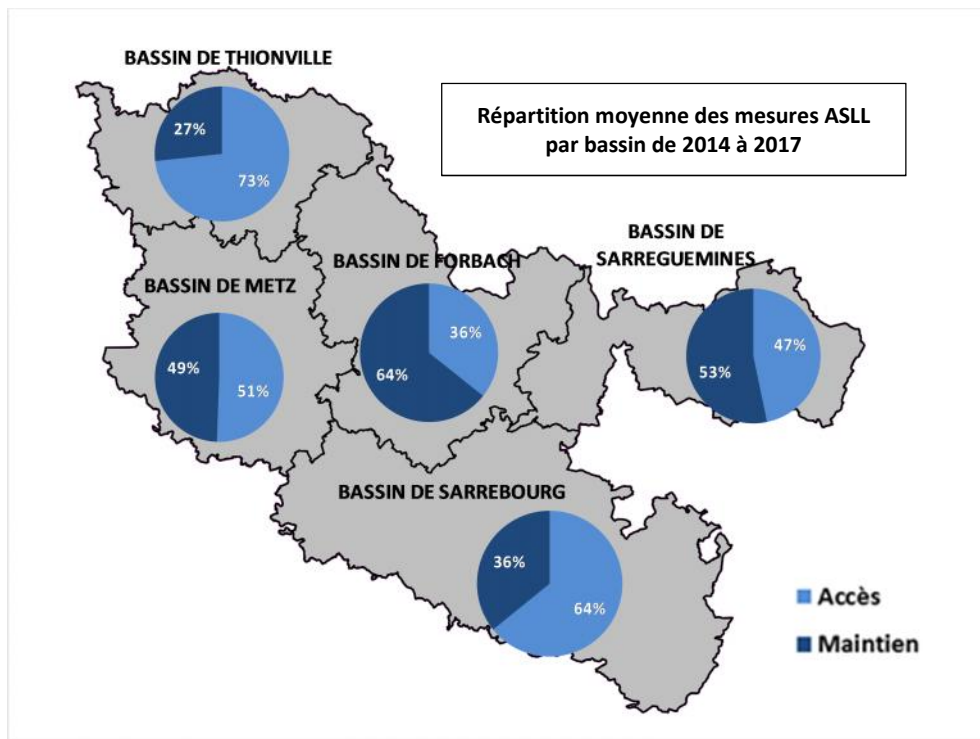 BASSIN DE THIONVILLE
27%
73%
Répartition moyenne des mesures ASLL
par bassin de 2014 à 2017
BASSIN DE
SARREGUEMINES
47%
53%
BASSIN DE FORBACH
36%
64%
BASSIN DE METZ
49%
51%
BASSIN DE SARREBOURG
36%
64%
Accès
Maintien